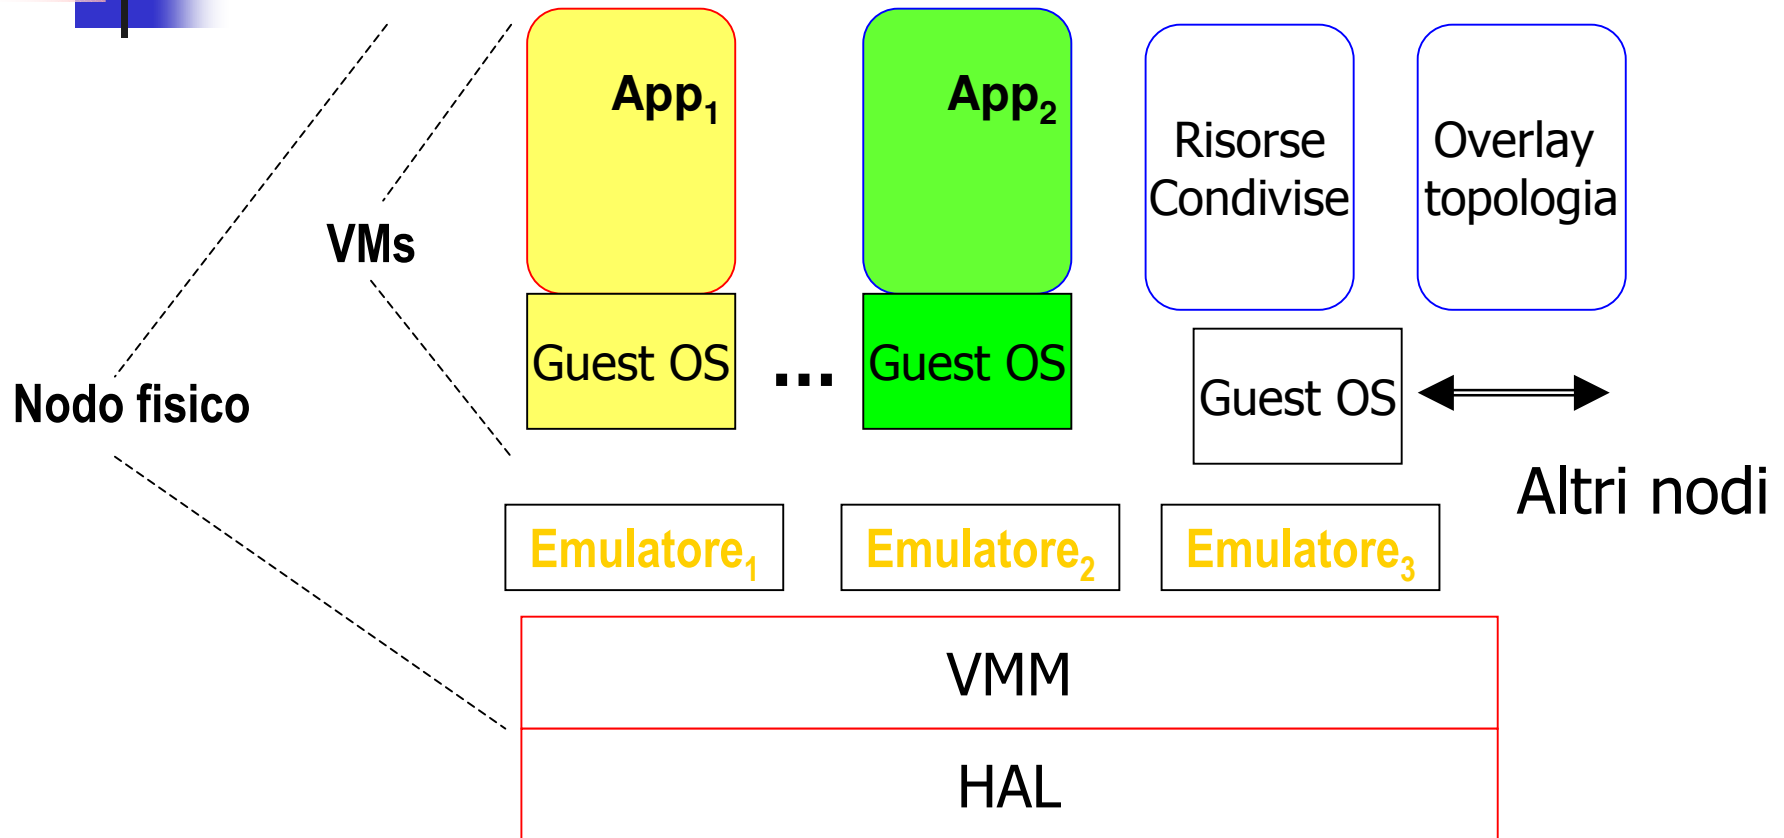 App1
App2
Risorse
Condivise
Overlay
topologia
VMs
Guest OS
...
Guest OS
Guest OS
Nodo fisico
Altri nodi
Emulatore1
Emulatore2
Emulatore3
VMM
HAL